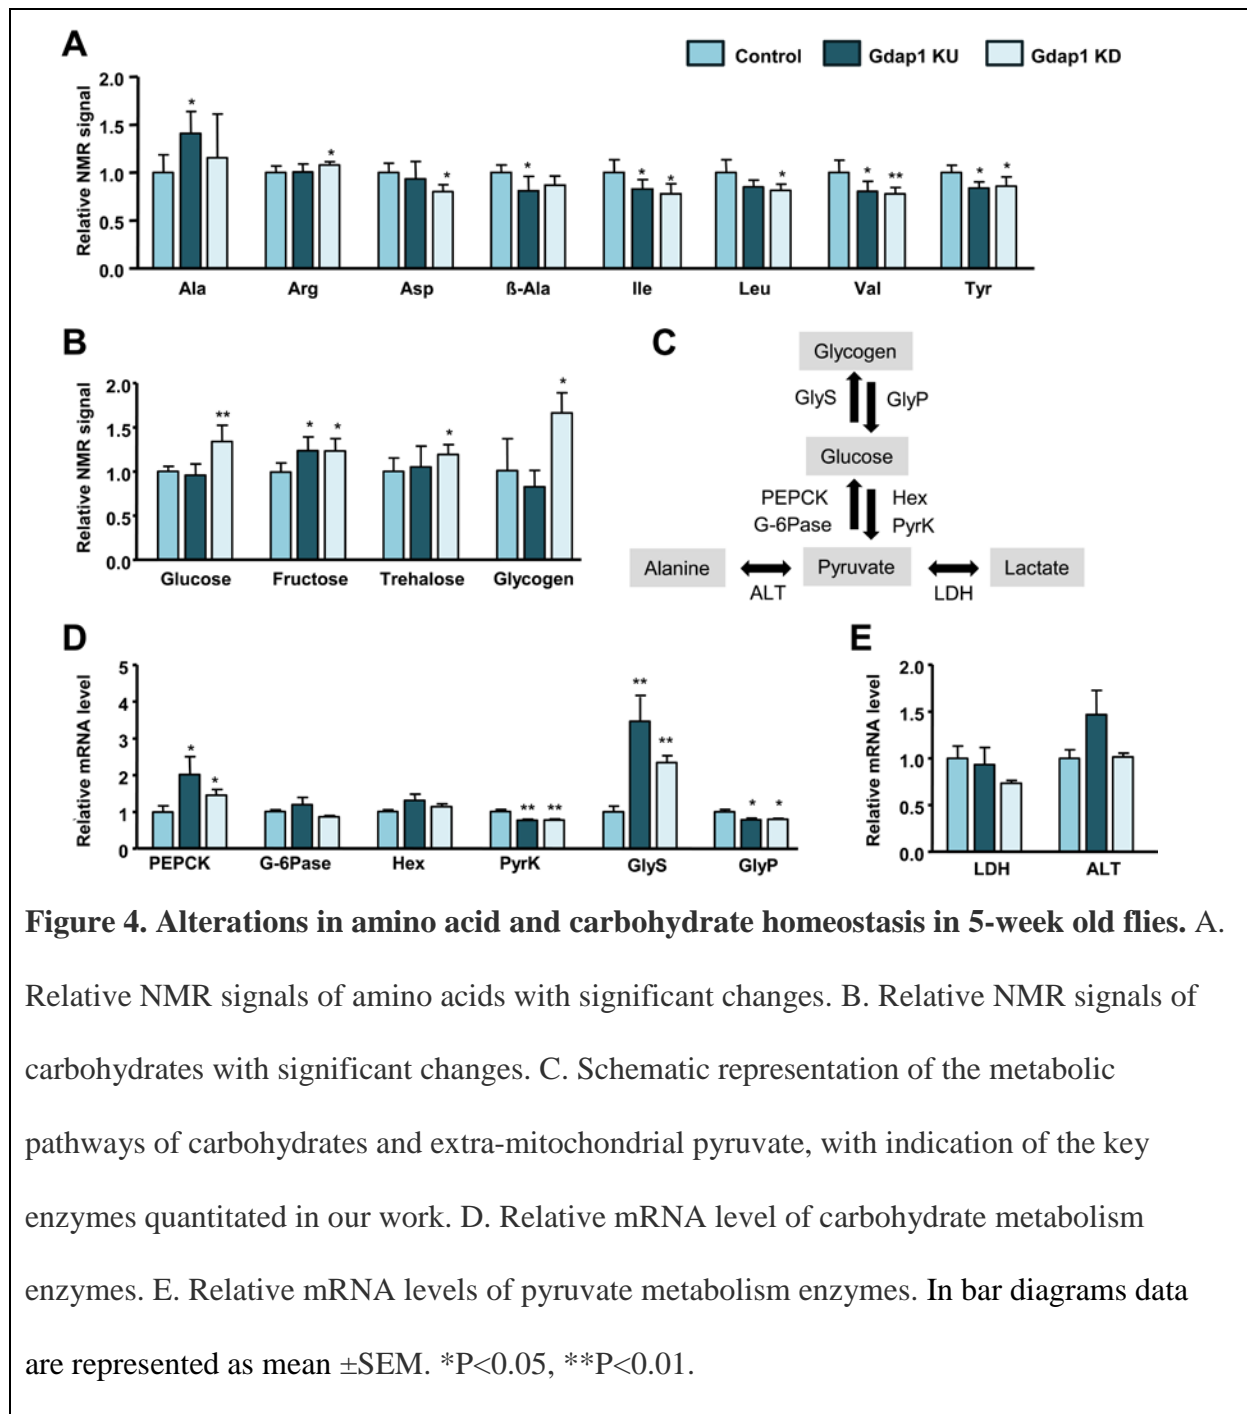 A
Control Gdap1 KU Gdap1 KD
Relative NMR signal
2.0
1.5
1.0
0.5
0.0
* * * * * * * * ** * *
Ala Arg Asp ß-Ala Ile Leu Val Tyr
B
Relative NMR signal
2.0
1.5
1.0
0.5
0.0
** * * * *
Glucose Fructose Trehalose Glycogen
C
Glycogen
GlyS GlyP
Glucose
PEPCK Hex
G-6Pase PyrK
Alanine Pyruvate Lactate
ALT LDH
D
Relative mRNA level
5
4
3
2
1
0
* * ** ** ** ** * *
PEPCK G-6Pase Hex PyrK GlyS GlyP
E
Relative mRNA level
2.0
1.5
1.0
0.5
0.0
LDH ALT
Figure 4. Alterations in amino acid and carbohydrate homeostasis in 5-week old flies. A.
Relative NMR signals of amino acids with significant changes. B. Relative NMR signals of
carbohydrates with significant changes. C. Schematic representation of the metabolic
pathways of carbohydrates and extra-mitochondrial pyruvate, with indication of the key
enzymes quantitated in our work. D. Relative mRNA level of carbohydrate metabolism
enzymes. E. Relative mRNA levels of pyruvate metabolism enzymes. In bar diagrams data
are represented as mean ±SEM. *P<0.05, **P<0.01.